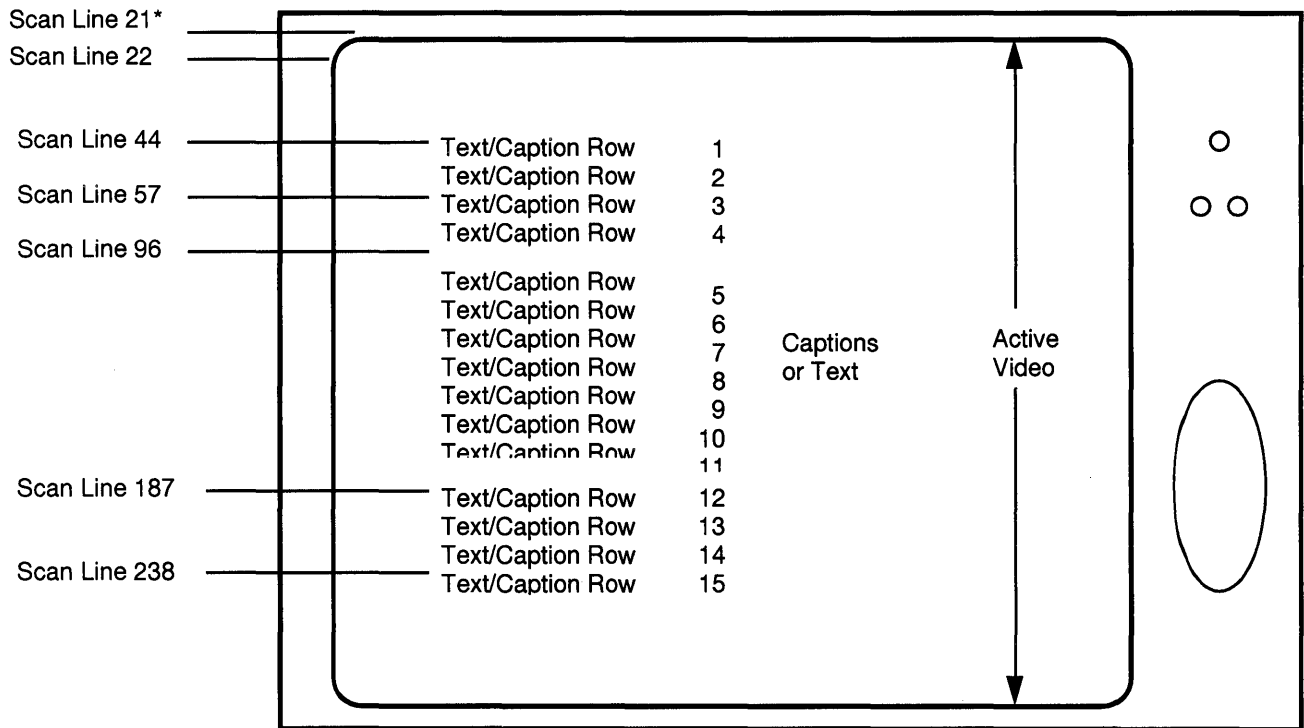 Scan Line 21*
Scan Line 22
Scan Line 44
Text/Caption Row 1
Text/Caption Row 2
Scan Line 57
Text/Caption Row 3
Text/Caption Row 4
Scan Line 96
Text/Caption Row 5
Text/Caption Row 6
Text/Caption Row 7
Captions
or Text
Active
Video
Text/Caption Row 8
Text/Caption Row 9
Text/Caption Row 10
Text/Caption Row 11
Scan Line 187
Text/Caption Row 12
Text/Caption Row 13
Text/Caption Row 14
Scan Line 238
Text/Caption Row 15